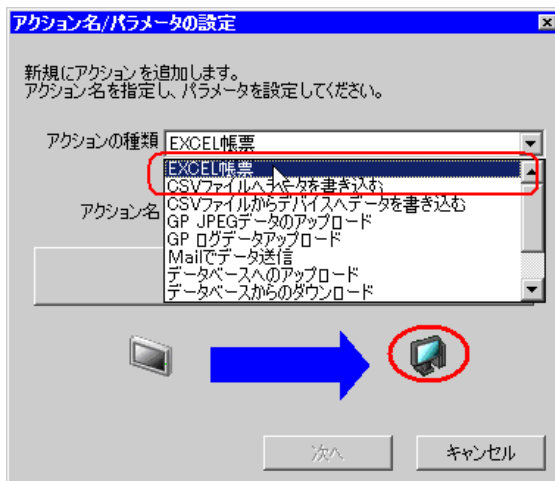 アクション名/パラメータの設定
新規にアクションを追加します。
アクション名を指定し、パラメータを設定してください。
アクションの種類 EXCEL帳票
EXCEL帳票
CSVファイルへデータを書き込む
アクション名 CSVファイルからデバイスへデータを書き込む
GP JPEGデータのアップロード
GP ログデータアップロード
Mailでデータ送信
データベースへのアップロード
データベースからのダウンロード
次へ キャンセル